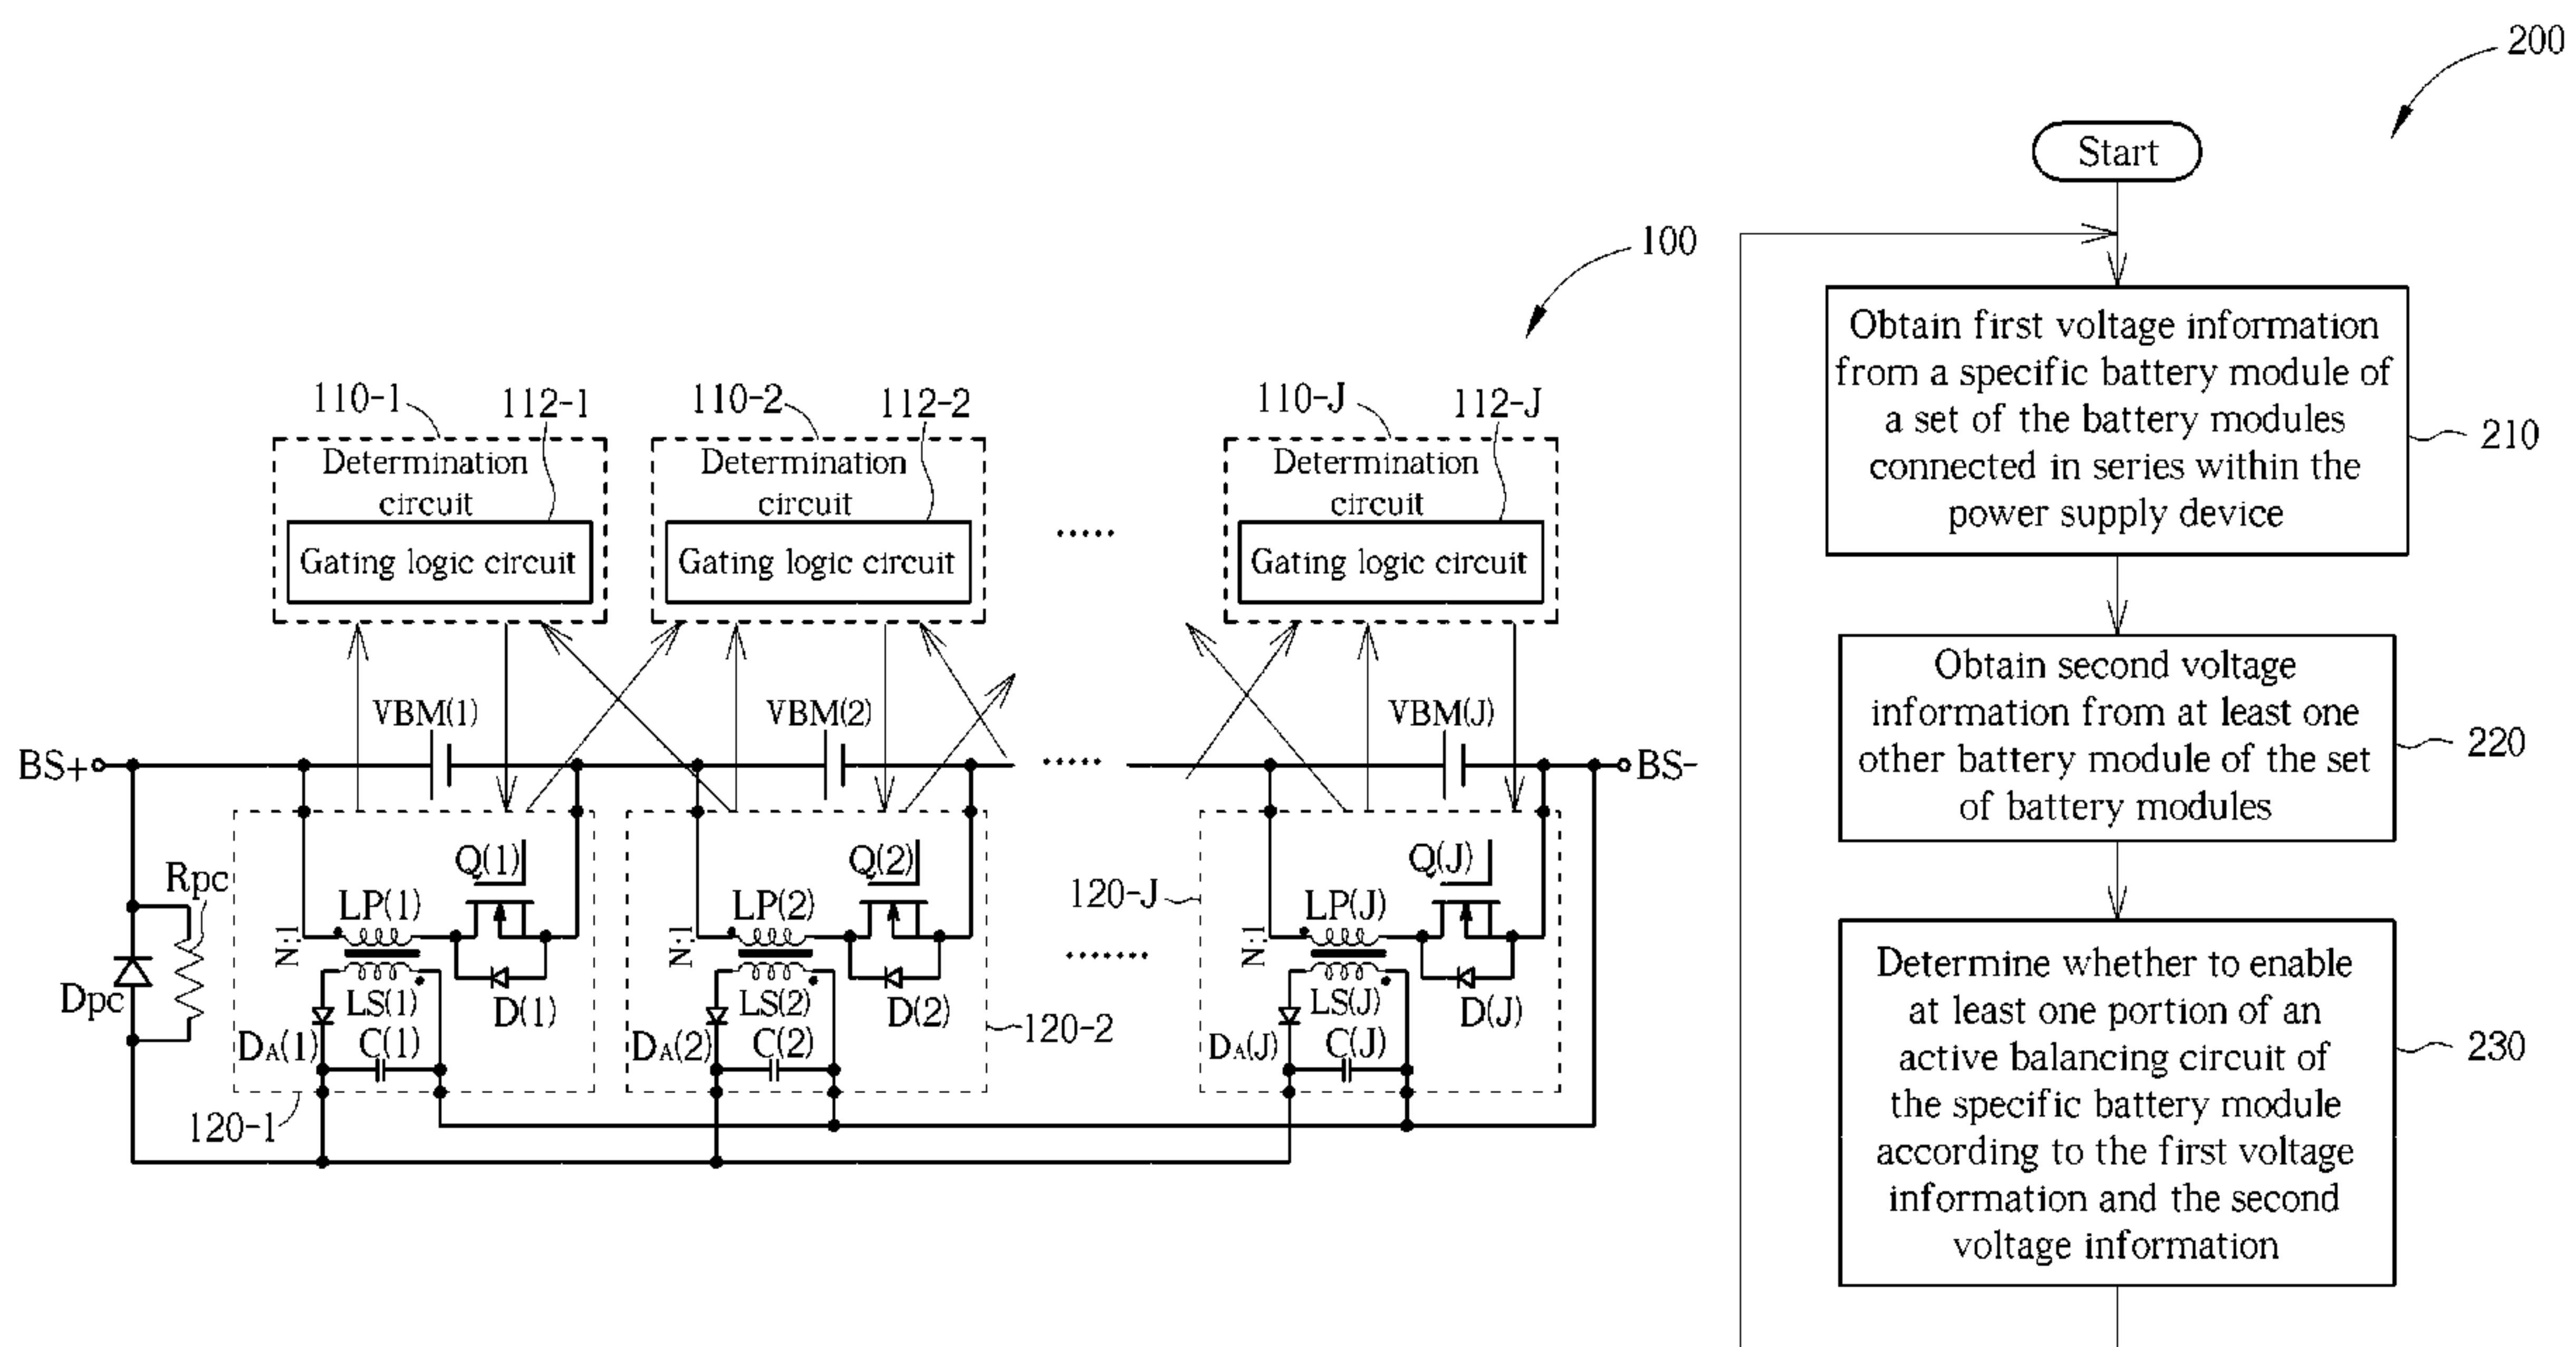 200
Start
100
Obtain first voltage information
from a specific battery module of
a set of the battery modules
connected in series within the
power supply device
210
110-1
112-1
110-2
112-2
110-J
112-J
Determination
circuit
Gating logic circuit
Determination
circuit
Gating logic circuit
.....
Determination
circuit
Gating logic circuit
Obtain second voltage
information from at least one
other battery module of the set
of battery modules
220
VBM(1)
VBM(2)
VBM(J)
BS+
.....
BS-
Q(1)
Q(2)
Q(J)
Rpc
LP(1)
LP(2)
120-J
LP(J)
N:1
N:1
.......
N:1
Dpc
LS(1)
D(1)
LS(2)
D(2)
LS(J)
D(J)
DA(1)
C(1)
DA(2)
C(2)
120-2
DA(J)
C(J)
120-1
Determine whether to enable
at least one portion of an
active balancing circuit of
the specific battery module
according to the first voltage
information and the second
voltage information
230